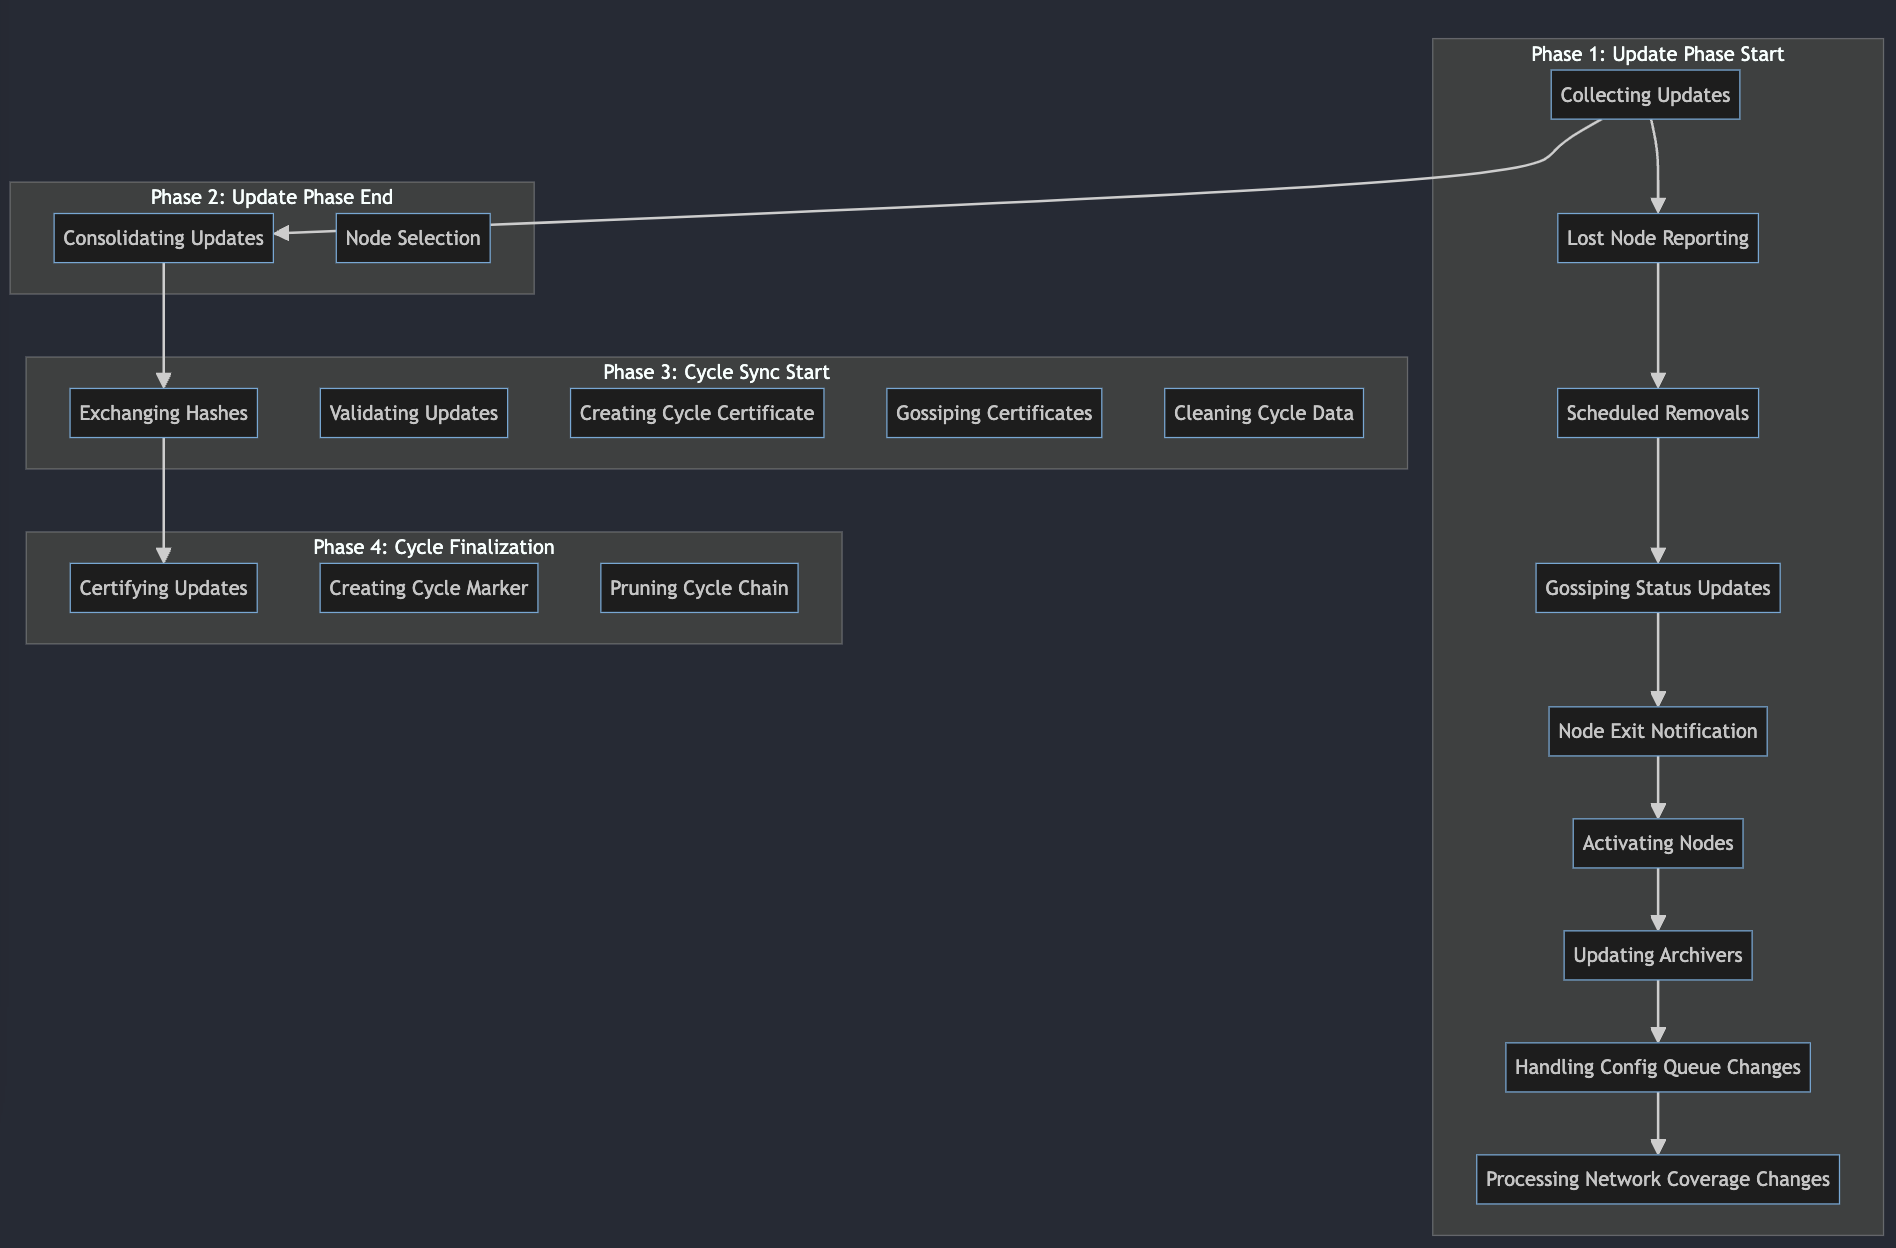 Phase 1: Update Phase Start
Collecting Updates
Lost Node Reporting
Scheduled Removals
Gossiping Status Updates
Node Exit Notification
Activating Nodes
Updating Archivers
Handling Config Queue Changes
Processing Network Coverage Changes
Phase 2: Update Phase End
Consolidating Updates
Node Selection
Phase 3: Cycle Sync Start
Exchanging Hashes
Validating Updates
Creating Cycle Certificate
Gossiping Certificates
Cleaning Cycle Data
Phase 4: Cycle Finalization
Certifying Updates
Creating Cycle Marker
Pruning Cycle Chain